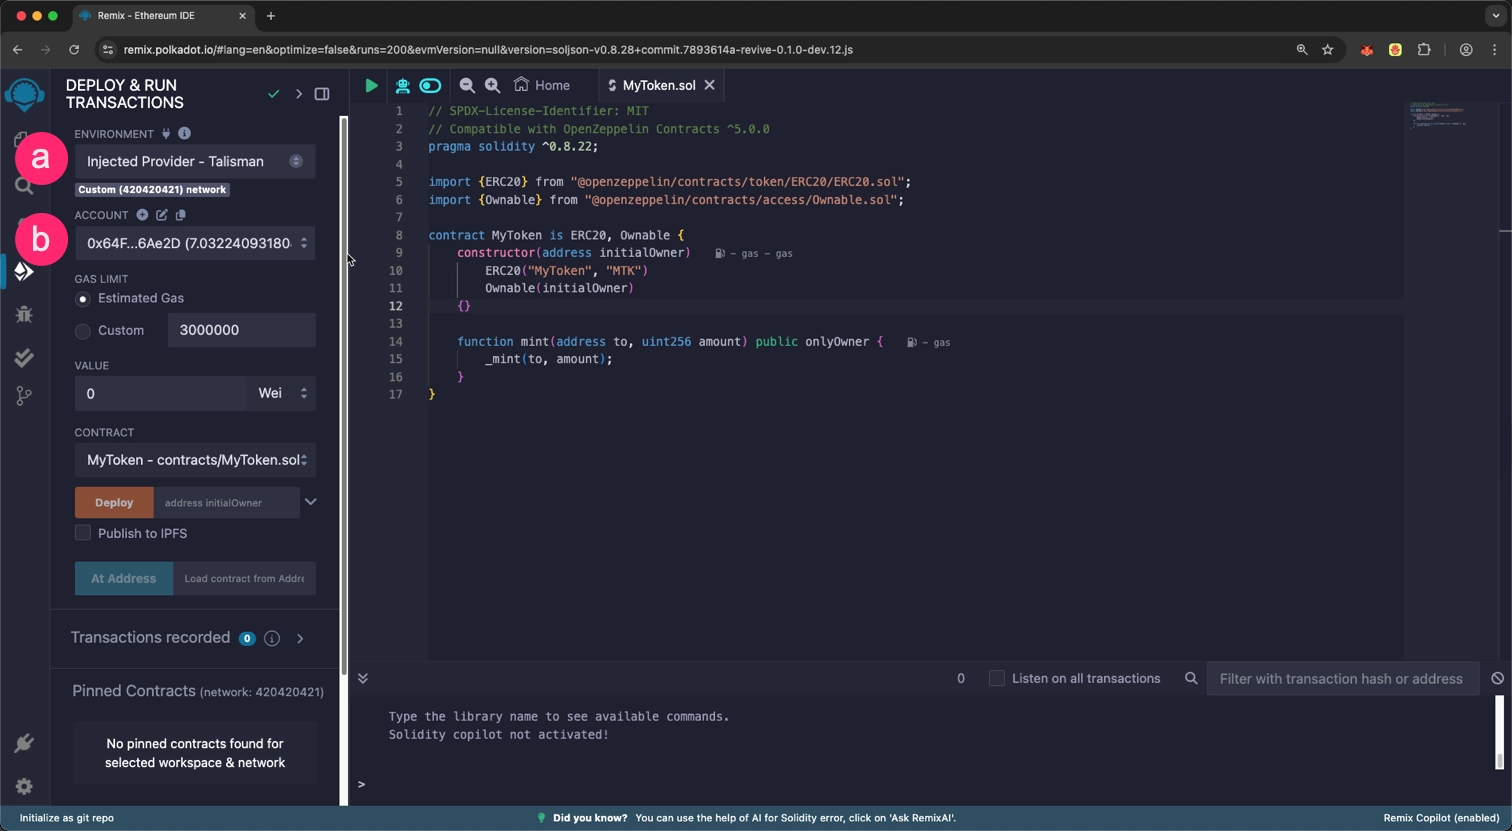 Remix - Ethereum IDE
remix.polkadot.io/#lang=en&optimize=false&runs=200&evmVersion=null&version=soljson-v0.8.28+commit.7893614a-revive-0.1.0-dev.12.js
DEPLOY & RUN
TRANSACTIONS
ENVIRONMENT
a
Injected Provider - Talisman
Custom (420420421) network
ACCOUNT
b
0x64F...6Ae2D (7.03224093180
GAS LIMIT
Estimated Gas
Custom
3000000
VALUE
0
Wei
CONTRACT
MyToken - contracts/MyToken.sol
Deploy
address initialOwner
Publish to IPFS
At Address
Load contract from Addre
Transactions recorded 0
Pinned Contracts (network: 420420421)
No pinned contracts found for
selected workspace & network
Home
MyToken.sol
1 // SPDX-License-Identifier: MIT
2 // Compatible with OpenZeppelin Contracts ^5.0.0
3 pragma solidity ^0.8.22;
4
5 import {ERC20} from "@openzeppelin/contracts/token/ERC20/ERC20.sol";
6 import {Ownable} from "@openzeppelin/contracts/access/Ownable.sol";
7
8 contract MyToken is ERC20, Ownable {
9 constructor(address initialOwner) - gas - gas
10 ERC20("MyToken", "MTK")
11 Ownable(initialOwner)
12 {}
13
14 function mint(address to, uint256 amount) public onlyOwner { - gas
15 _mint(to, amount);
16 }
17 }
0
Listen on all transactions
Filter with transaction hash or address
Type the library name to see available commands.
Solidity copilot not activated!
>
Initialize as git repo
Did you know? You can use the help of AI for Solidity error, click on 'Ask RemixAI'.
Remix Copilot (enabled)